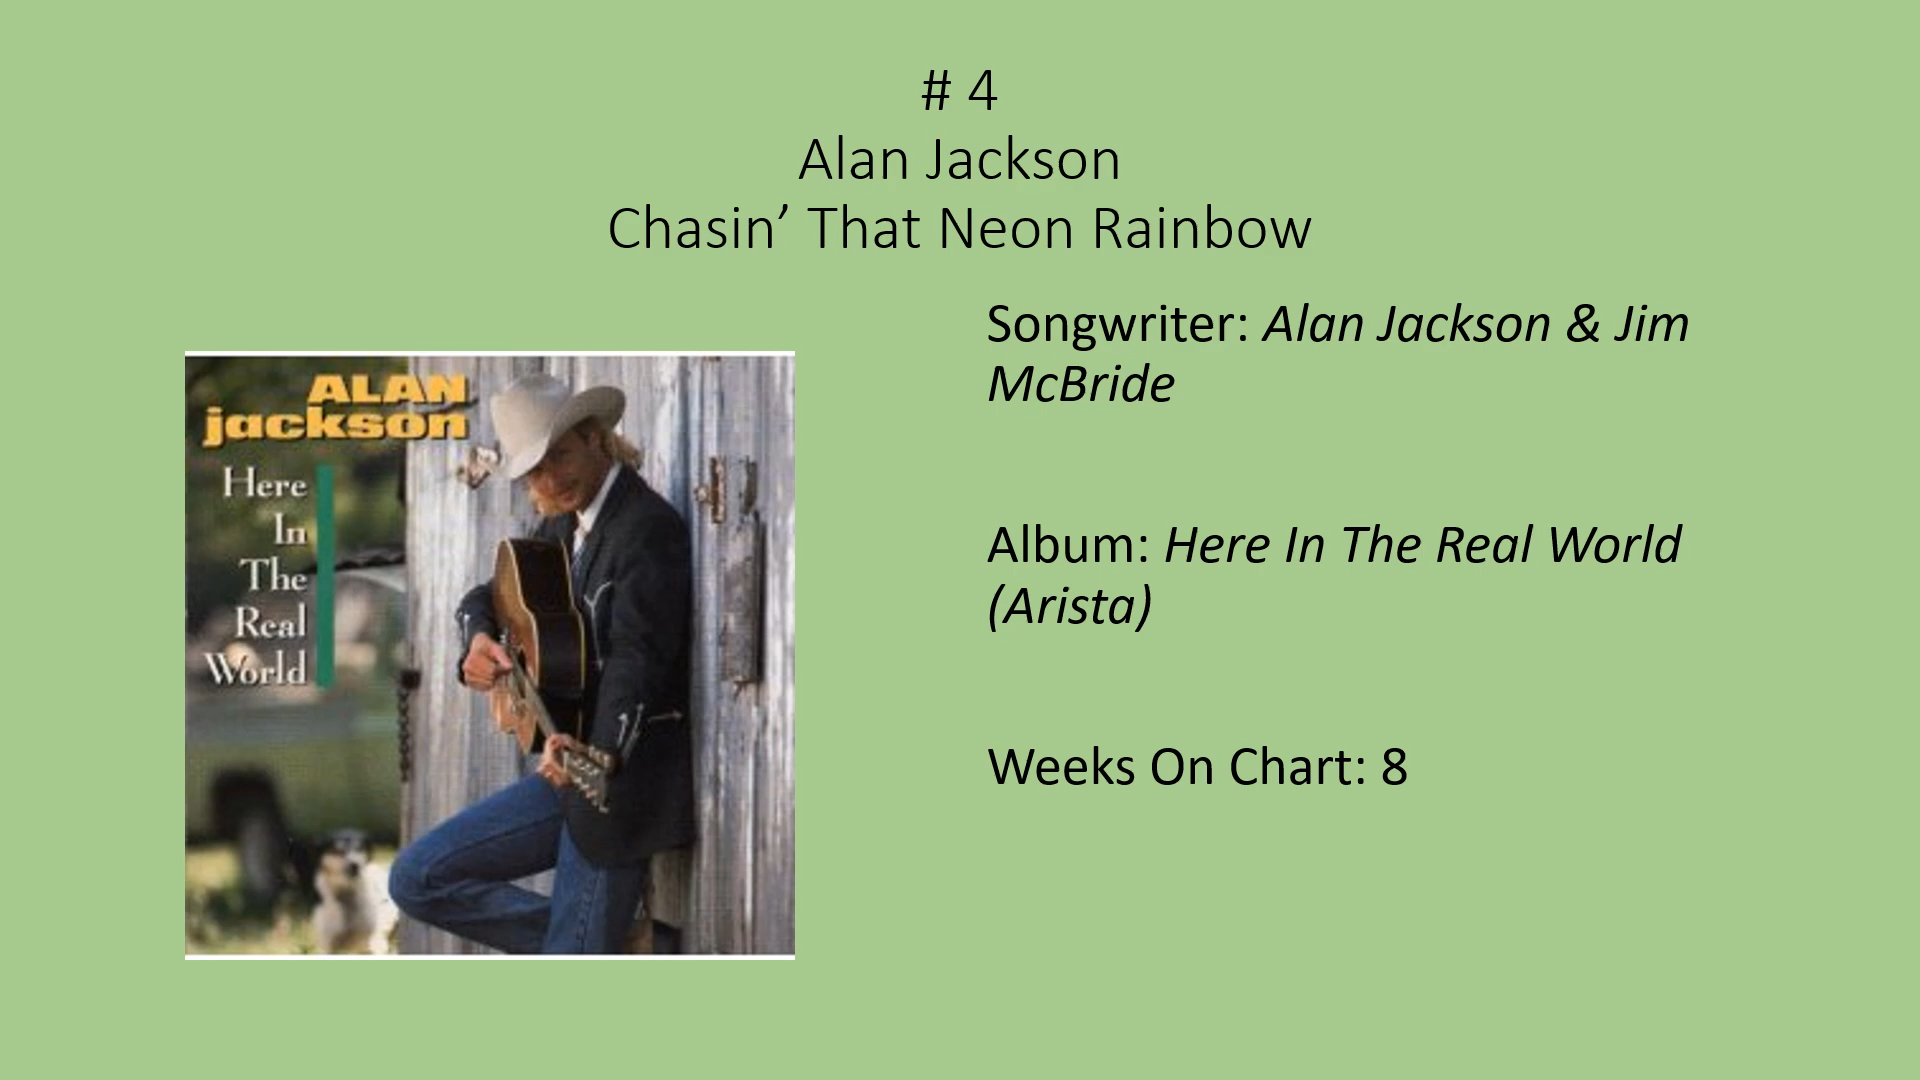 # 4
Alan Jackson
Chasin’ That Neon Rainbow
Songwriter: Alan Jackson & Jim
McBride
ALAN
jackson
Here
In
The
Real
World
Album: Here In The Real World
(Arista)
Weeks On Chart: 8